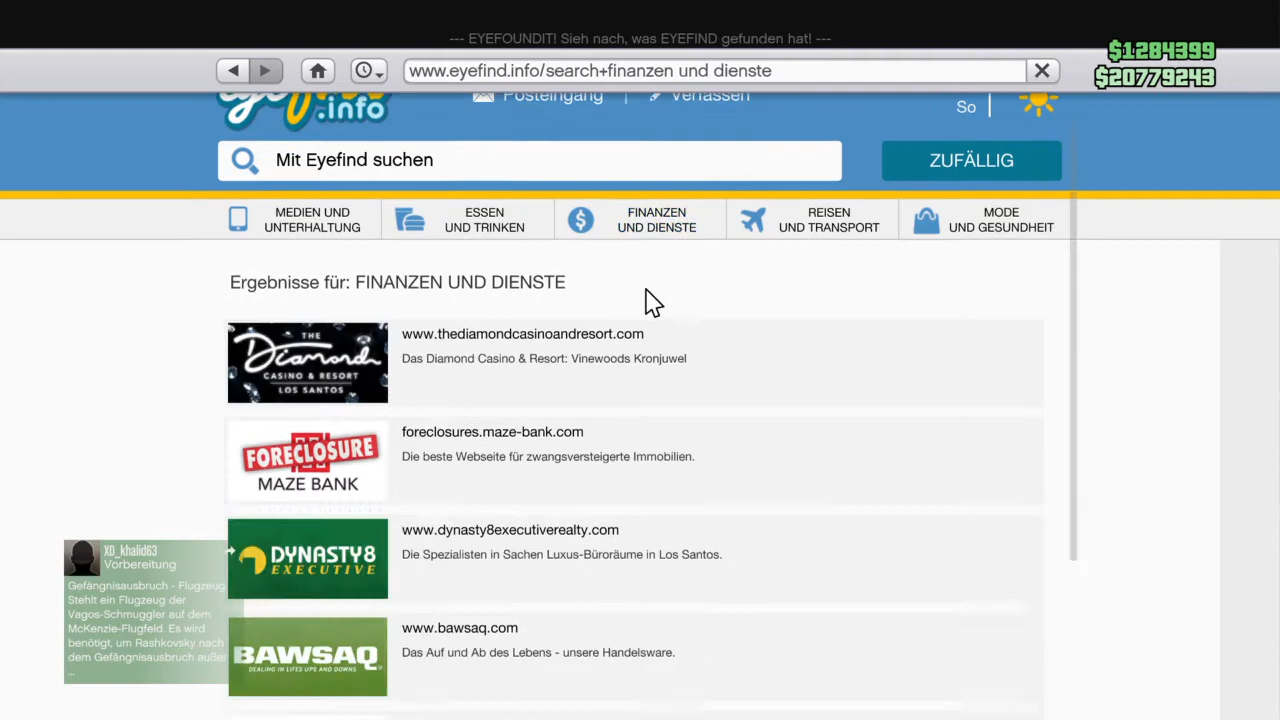 --- EYEFOUNDIT! Sieh nach, was EYEFIND gefunden hat! ---
$1284399
www.eyefind.info/search+finanzen und dienste
$20779243
eyefind
.info
Posteingang | Verlassen
So
Mit Eyefind suchen
ZUFÄLLIG
MEDIEN UND
UNTERHALTUNG
ESSEN
UND TRINKEN
FINANZEN
UND DIENSTE
REISEN
UND TRANSPORT
MODE
UND GESUNDHEIT
Ergebnisse für: FINANZEN UND DIENSTE
THE
Diamond
CASINO & RESORT
LOS SANTOS
www.thediamondcasinoandresort.com
Das Diamond Casino & Resort: Vinewoods Kronjuwel
FORECLOSURE
MAZE BANK
foreclosures.maze-bank.com
Die beste Webseite für zwangsversteigerte Immobilien.
DYNASTY8
EXECUTIVE
www.dynasty8executiverealty.com
Die Spezialisten in Sachen Luxus-Büroräume in Los Santos.
XD_khalid63
Vorbereitung
Gefängnisausbruch - Flugzeug
Stehlt ein Flugzeug der
Vagos-Schmuggler auf dem
McKenzie-Flugfeld. Es wird
benötigt, um Rashkovsky nach
dem Gefängnisausbruch außer
...
BAWSAQ
DEALING IN LIFES UPS AND DOWNS
www.bawsaq.com
Das Auf und Ab des Lebens - unsere Handelsware.